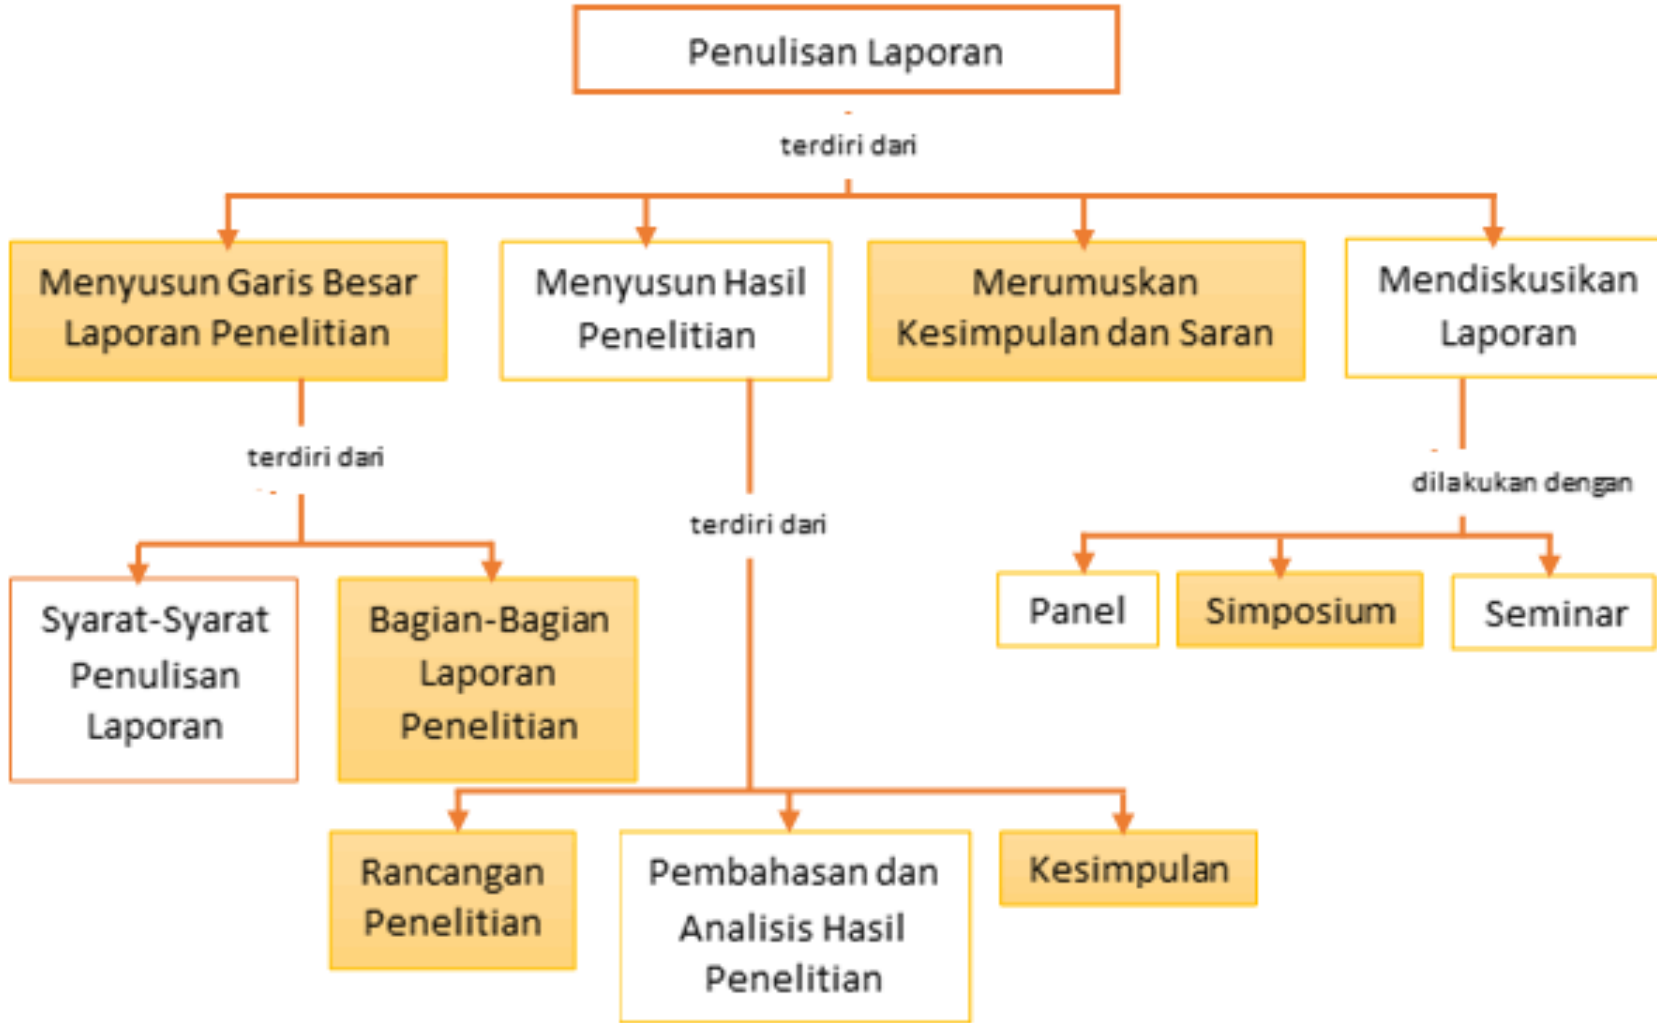 Penulisan Laporan
terdiri dari
Menyusun Garis Besar
Laporan Penelitian
Menyusun Hasil
Penelitian
Merumuskan
Kesimpulan dan Saran
Mendiskusikan
Laporan
terdiri dari
terdiri dari
dilakukan dengan
Syarat-Syarat
Penulisan
Laporan
Bagian-Bagian
Laporan
Penelitian
Panel
Simposium
Seminar
Rancangan
Penelitian
Pembahasan dan
Analisis Hasil
Penelitian
Kesimpulan